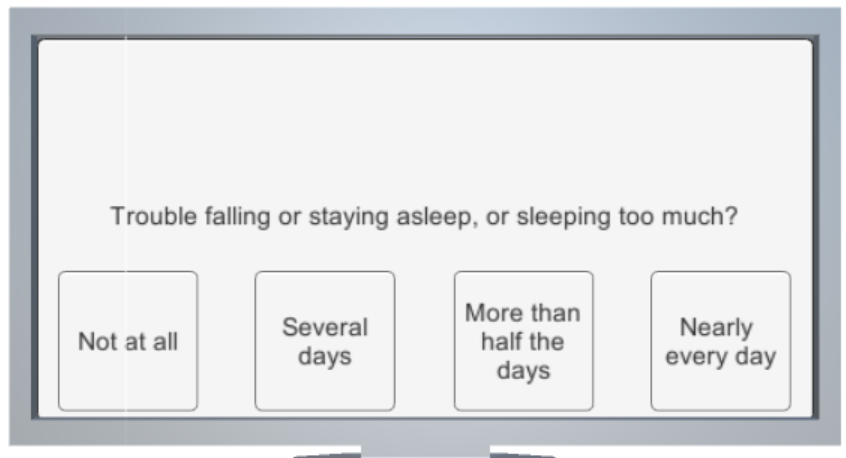 Trouble falling or staying asleep, or sleeping too much?
Not at all
Several
days
More than
half the
days
Nearly
every day